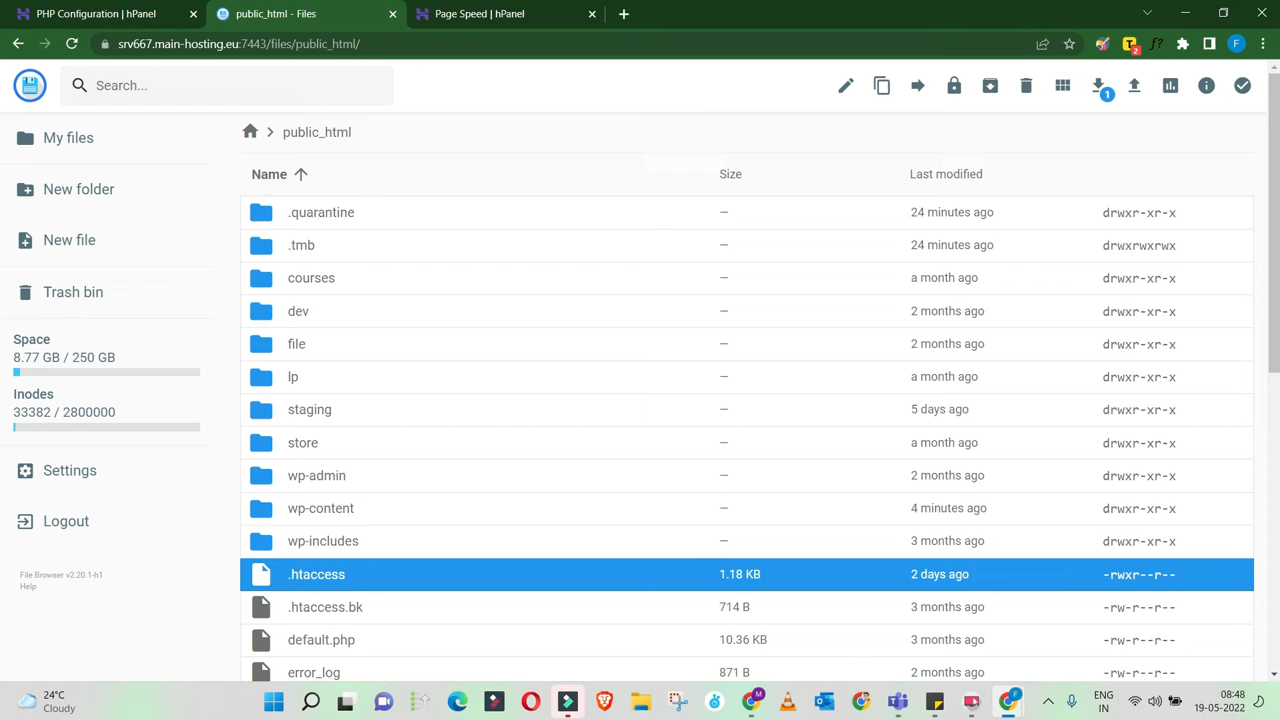 PHP Configuration | hPanel
public_html - Files
Page Speed | hPanel
srv667.main-hosting.eu:7443/files/public_html/
2
F
Search...
1
My files
New folder
New file
Trash bin
Space
8.77 GB / 250 GB
Inodes
33382 / 2800000
Settings
Logout
File Browser v2.20.1-h1
Help
public_html
Name Size Last modified
.quarantine — 24 minutes ago drwxr-xr-x
.tmb — 24 minutes ago drwxrwxrwx
courses — a month ago drwxr-xr-x
dev — 2 months ago drwxr-xr-x
file — 2 months ago drwxr-xr-x
lp — a month ago drwxr-xr-x
staging — 5 days ago drwxr-xr-x
store — a month ago drwxr-xr-x
wp-admin — 2 months ago drwxr-xr-x
wp-content — 4 minutes ago drwxr-xr-x
wp-includes — 3 months ago drwxr-xr-x
.htaccess 1.18 KB 2 days ago -rwxr--r--
.htaccess.bk 714 B 3 months ago -rw-r--r--
default.php 10.36 KB 3 months ago -rw-r--r--
error_log 871 B 2 months ago -rw-r--r--
24°C
Cloudy
ENG
IN
08:48
19-05-2022